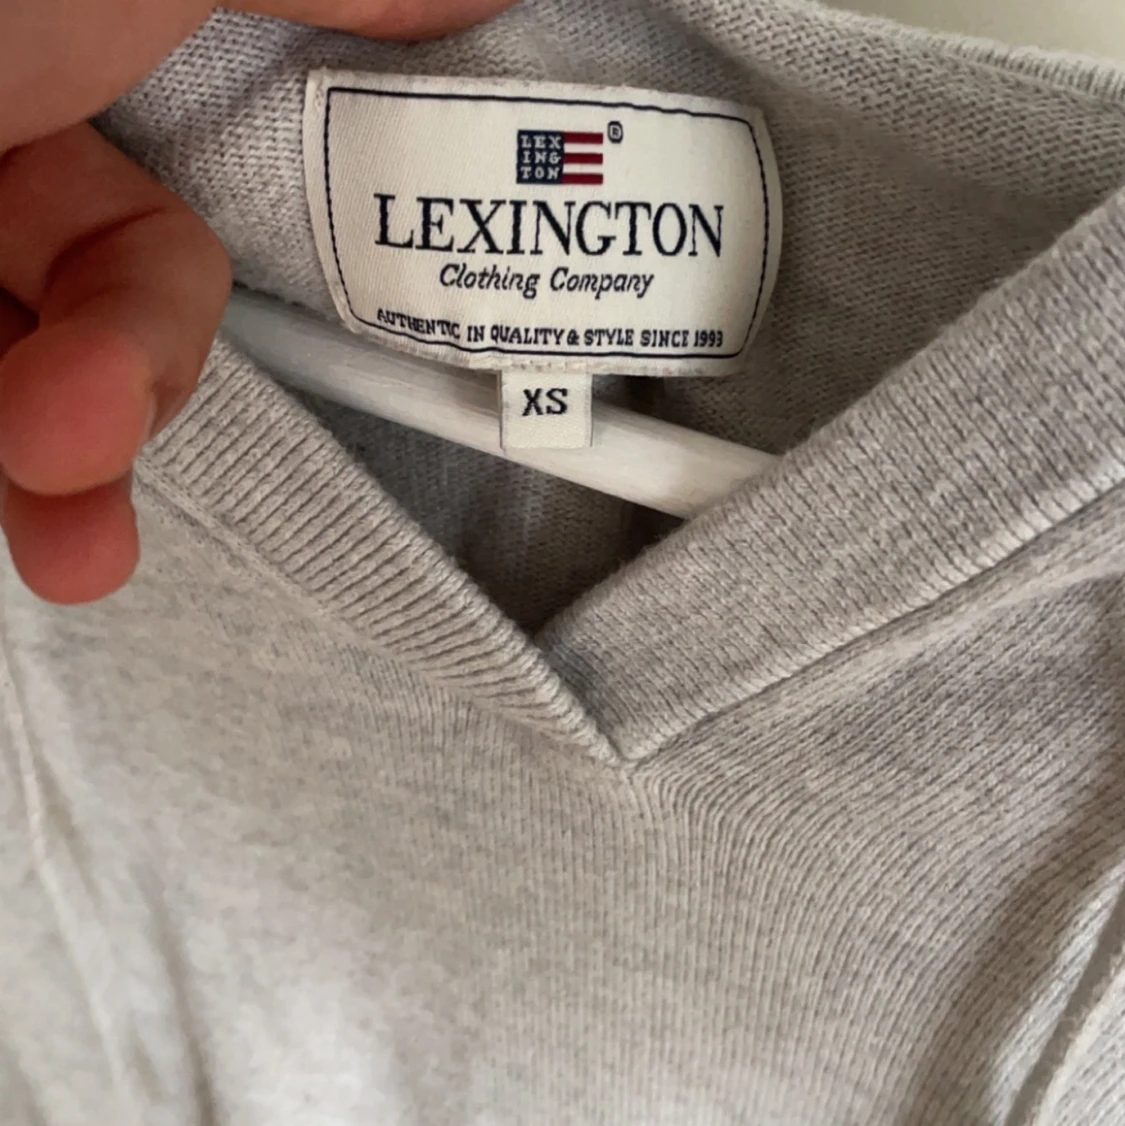 LEX
ING
TON
®
LEXINGTON
Clothing Company
AUTHENTIC IN QUALITY & STYLE SINCE 1993
XS